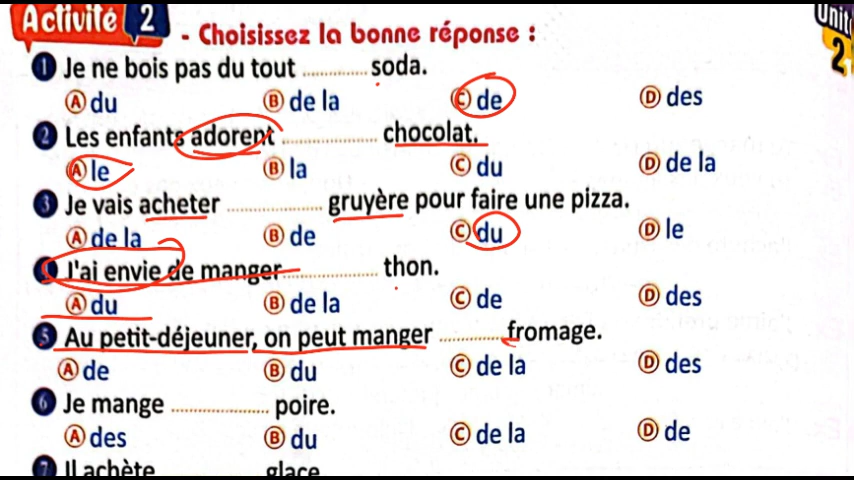 Activité 2
- Choisissez la bonne réponse :
Unité
2
1 Je ne bois pas du tout ............ soda.
A du B de la C de D des
2 Les enfants adorent ............ chocolat.
A le B la C du D de la
3 Je vais acheter ............ gruyère pour faire une pizza.
A de la B de C du D le
J'ai envie de manger ............ thon.
A du B de la C de D des
5 Au petit-déjeuner, on peut manger ............ fromage.
A de B du C de la D des
6 Je mange ............ poire.
A des B du C de la D de
7 Il achète glace